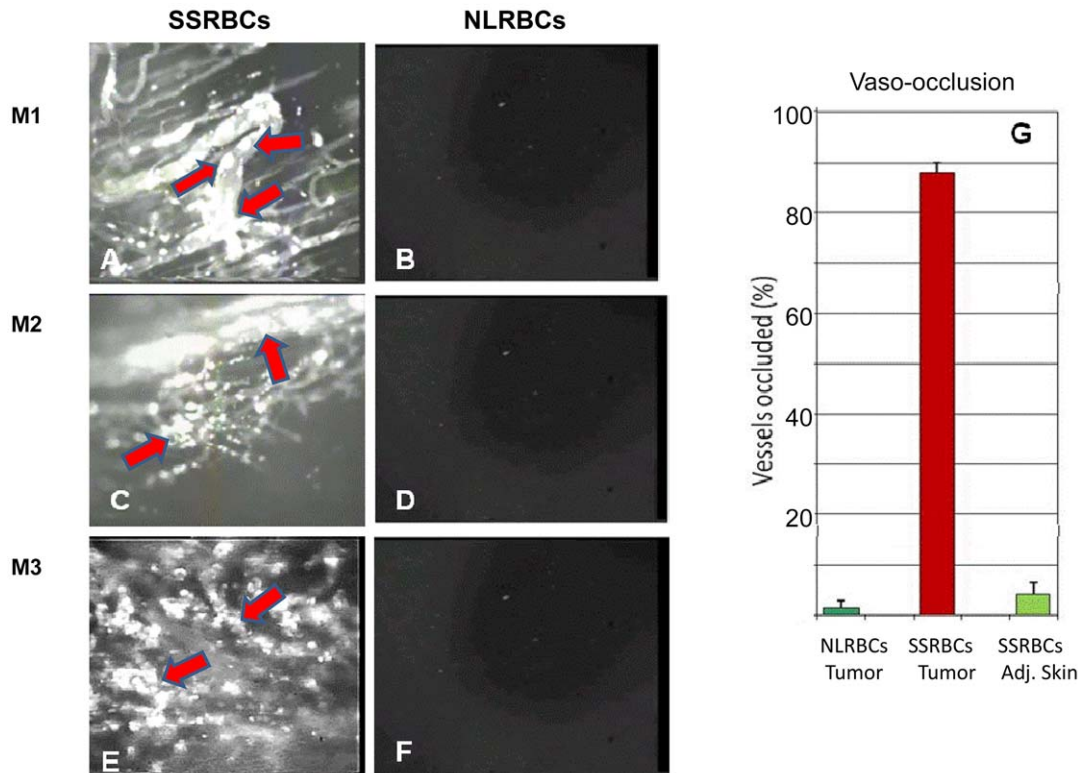 SSRBCs
NLRBCs
M1
A
B
M2
C
D
M3
E
F
Vaso-occlusion
G
Vessels occluded (%)
100
80
60
40
20
NLRBCs
Tumor
SSRBCs
Tumor
SSRBCs
Adj. Skin